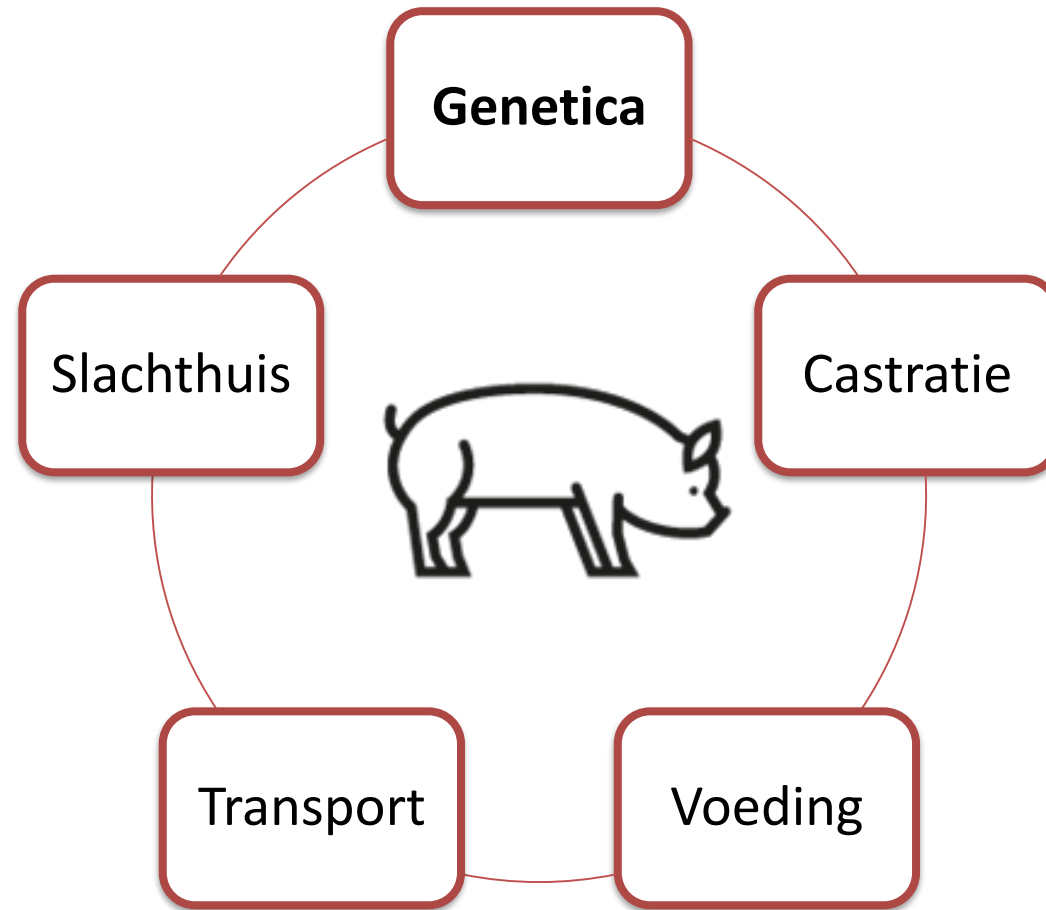 Genetica
Slachthuis
Castratie
Transport
Voeding